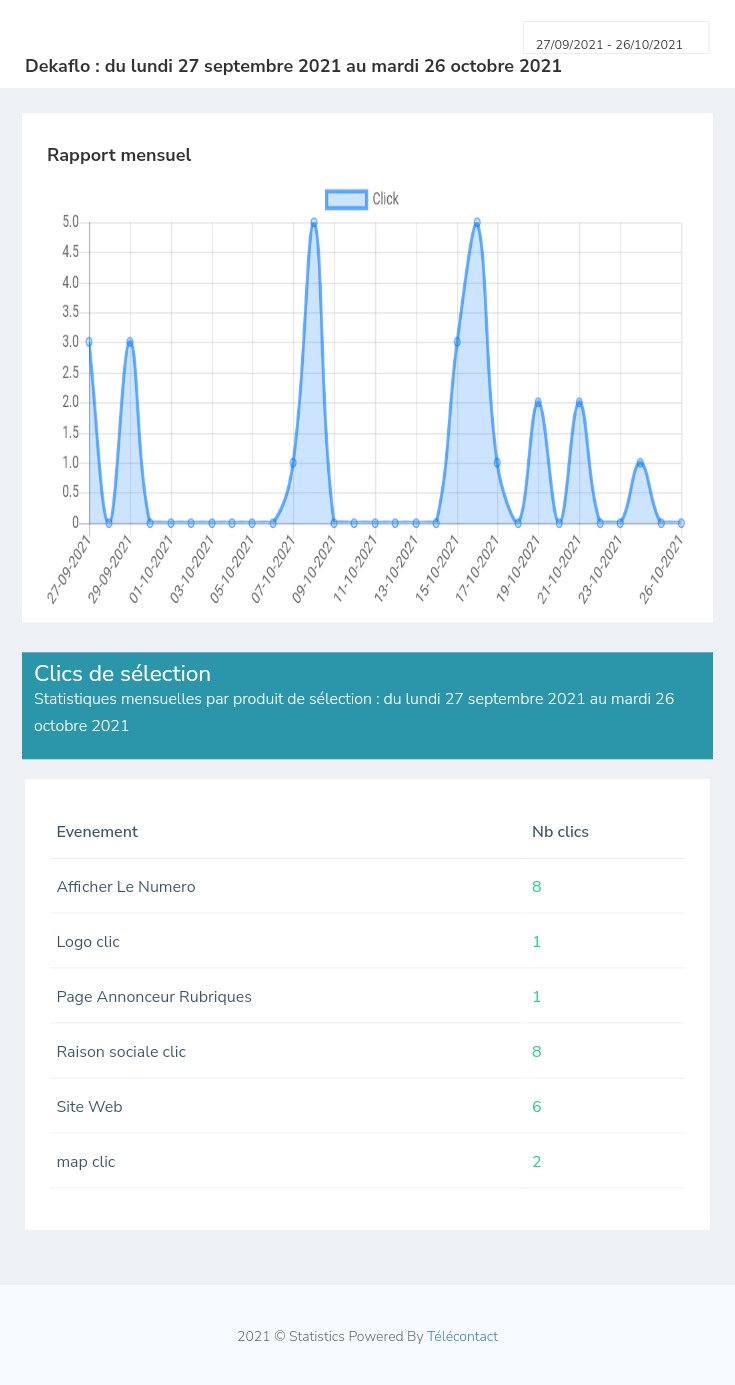 27/09/2021 - 26/10/2021
Dekaflo : du lundi 27 septembre 2021 au mardi 26 octobre 2021
Rapport mensuel
Click
5.0
4.5
4.0
3.5
3.0
2.5
2.0
1.5
1.0
0.5
0
27-09-2021
29-09-2021
01-10-2021
03-10-2021
05-10-2021
07-10-2021
09-10-2021
11-10-2021
13-10-2021
15-10-2021
17-10-2021
19-10-2021
21-10-2021
23-10-2021
26-10-2021
Clics de sélection
Statistiques mensuelles par produit de sélection : du lundi 27 septembre 2021 au mardi 26
octobre 2021
Evenement Nb clics
Afficher Le Numero 8
Logo clic 1
Page Annonceur Rubriques 1
Raison sociale clic 8
Site Web 6
map clic 2
2021 © Statistics Powered By Télécontact